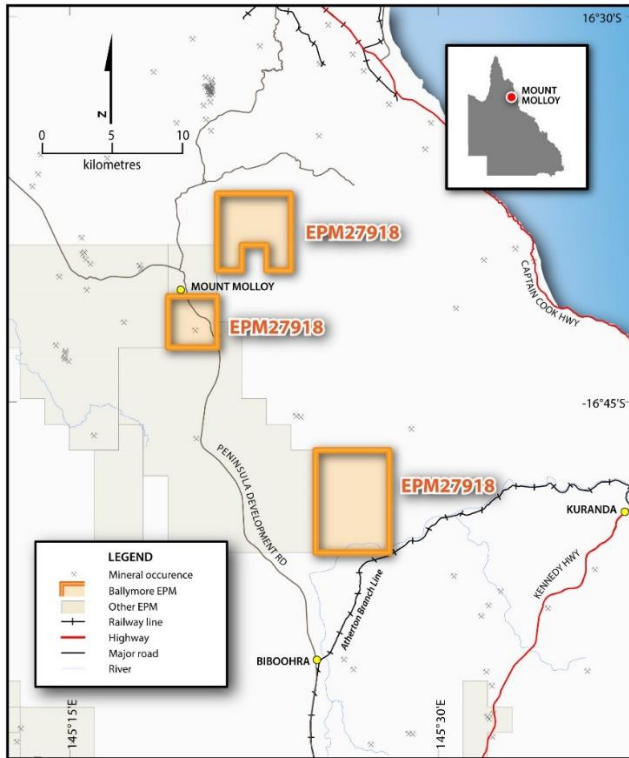 16°30'S
MOUNT
MOLLOY
N
0 5 10
kilometres
EPM27918
MOUNT MOLLOY
EPM27918
CAPTAIN COOK HWY
-16°45'S
PENINSULA DEVELOPMENT RD
EPM27918
KURANDA
KENNEDY HWY
Atherton Branch Line
BIBOOHRA
LEGEND
Mineral occurence
Ballymore EPM
Other EPM
Railway line
Highway
Major road
River
145°15'E
145°30'E